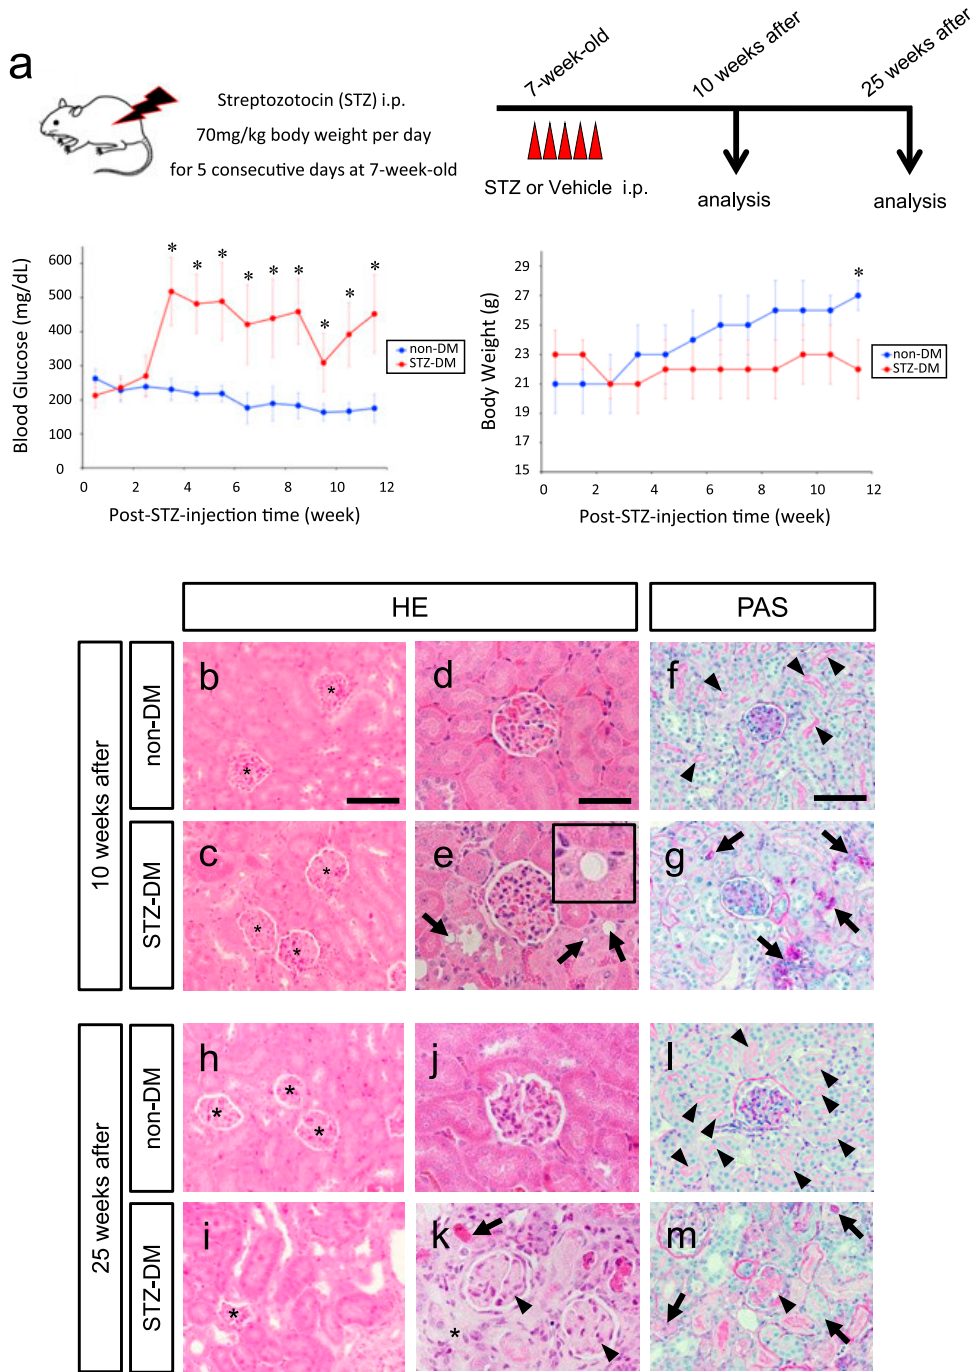 a
Streptozotocin (STZ) i.p.
70mg/kg body weight per day
for 5 consecutive days at 7-week-old
7-week-old
10 weeks after
25 weeks after
STZ or Vehicle i.p.
analysis
analysis
Blood Glucose (mg/dL)
600
500
400
300
200
100
0
* * * * * * * * *
non-DM
STZ-DM
0 2 4 6 8 10 12
Post-STZ-injection time (week)
Body Weight (g)
29
27
25
23
21
19
17
15
*
non-DM
STZ-DM
0 2 4 6 8 10 12
Post-STZ-injection time (week)
HE
PAS
10 weeks after
non-DM
b * *
d
f
STZ-DM
c * * *
e
g
25 weeks after
non-DM
h * * *
j
l
STZ-DM
i *
k *
m